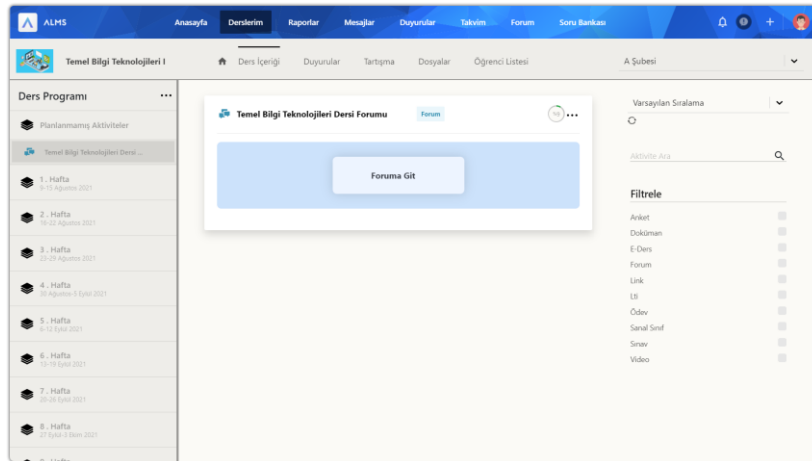 ALMS
Anasayfa Derslerim Raporlar Mesajlar Duyurular Takvim Forum Soru Bankası
Temel Bilgi Teknolojileri I
Ders İçeriği Duyurular Tartışma Dosyalar Öğrenci Listesi
A Şubesi
Ders Programı
Planlanmamış Aktiviteler
Temel Bilgi Teknolojileri Dersi ...
1 . Hafta
9-15 Ağustos 2021
2 . Hafta
16-22 Ağustos 2021
3 . Hafta
23-29 Ağustos 2021
4 . Hafta
30 Ağustos-5 Eylül 2021
5 . Hafta
6-12 Eylül 2021
6 . Hafta
13-19 Eylül 2021
7 . Hafta
20-26 Eylül 2021
8 . Hafta
27 Eylül-3 Ekim 2021
Temel Bilgi Teknolojileri Dersi Forumu
Forum
Foruma Git
Varsayılan Sıralama
Aktivite Ara
Filtrele
Anket
Doküman
E-Ders
Forum
Link
Lti
Ödev
Sanal Sınıf
Sınav
Video